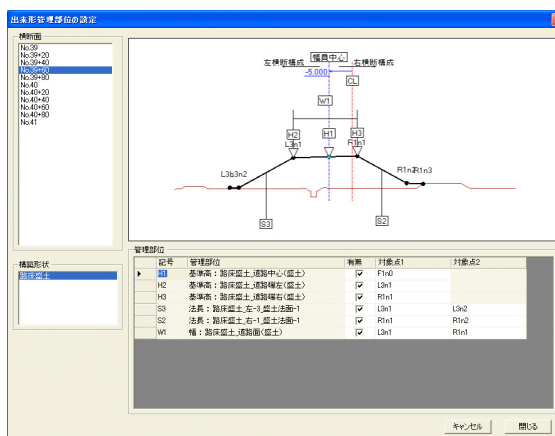 出来形管理部位の設定
横断面
No.39
No.39+20
No.39+40
No.39+60
No.39+80
No.40
No.40+20
No.40+40
No.40+60
No.40+80
No.41
幅員中心
左横断構成 右横断構成
-5.000
CL
W1
H2 H1 H3
L3n1 R1n1
L3n2 R1n2 R1n3
S3 S2
構築形状
路床盛土
管理部位
記号 管理部位 有無 対象点1 対象点2
H1 基準高:路床盛土_道路中心(盛土) F1n0
H2 基準高:路床盛土_道路端左(盛土) L3n1
H3 基準高:路床盛土_道路端右(盛土) R1n1
S3 法長:路床盛土_左-3_盛土法面-1 L3n1 L3n2
S2 法長:路床盛土_右-1_盛土法面-1 R1n1 R1n2
W1 幅:路床盛土_道路面(盛土) L3n1 R1n1
キャンセル 閉じる